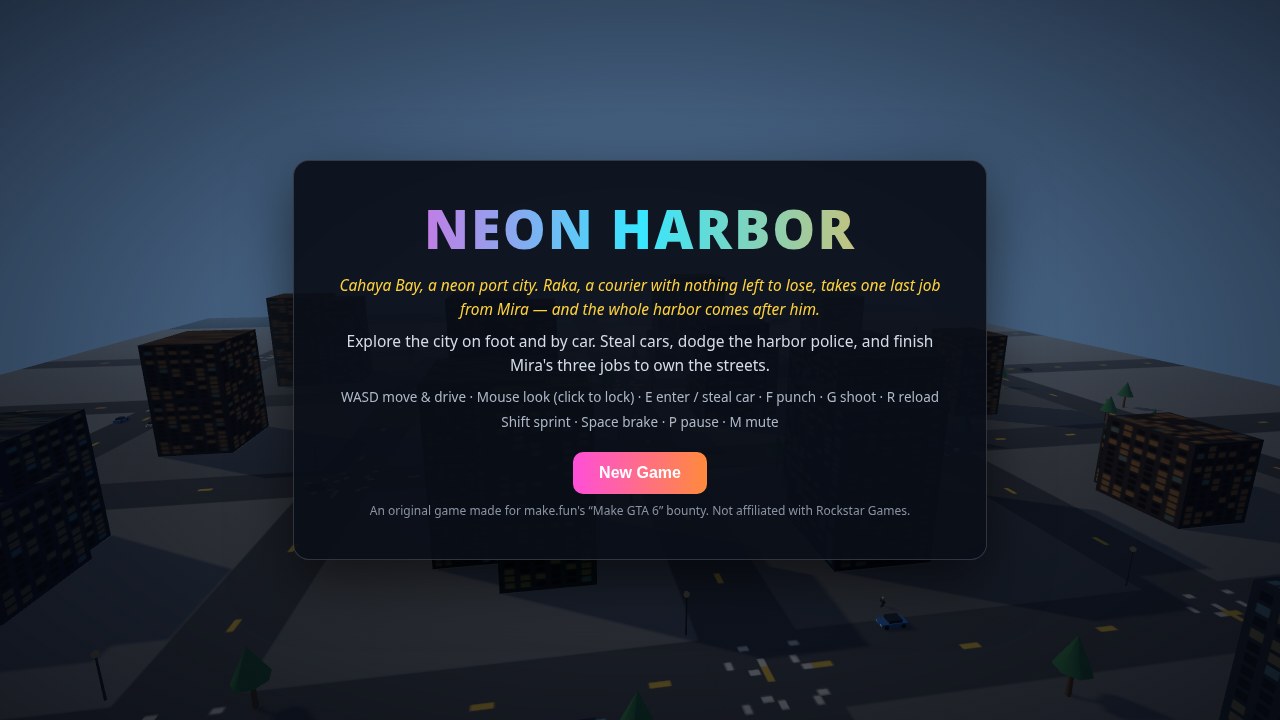 NEON HARBOR
Cahaya Bay, a neon port city. Raka, a courier with nothing left to lose, takes one last job
from Mira — and the whole harbor comes after him.
Explore the city on foot and by car. Steal cars, dodge the harbor police, and finish
Mira's three jobs to own the streets.
WASD move & drive · Mouse look (click to lock) · E enter / steal car · F punch · G shoot · R reload
Shift sprint · Space brake · P pause · M mute
New Game
An original game made for make.fun's “Make GTA 6” bounty. Not affiliated with Rockstar Games.